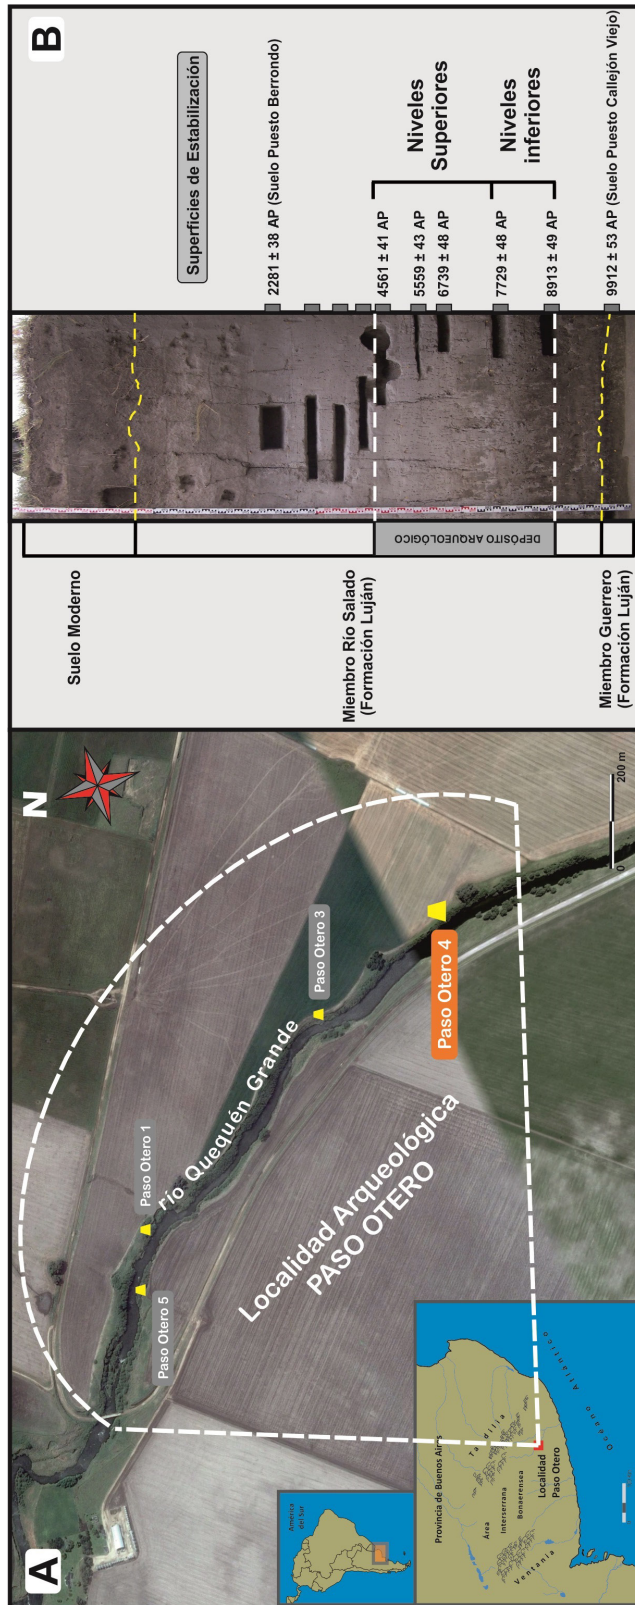 A
N
Paso Otero 5
Paso Otero 1
río Quequén Grande
Paso Otero 3
Paso Otero 4
Localidad Arqueológica
PASO OTERO
0
200 m
América
del Sur
Provincia de Buenos Aires
Tandilia
Área
Interserrana
Bonaerensea
Ventania
Localidad
Paso Otero
Océano Atlántico
B
Suelo Moderno
Miembro Río Salado
(Formación Luján)
Miembro Guerrero
(Formación Luján)
DEPÓSITO ARQUEOLÓGICO
Superficies de Estabilización
2281 ± 38 AP (Suelo Puesto Berrondo)
4561 ± 41 AP
5559 ± 43 AP
6739 ± 48 AP
7729 ± 48 AP
8913 ± 49 AP
9912 ± 53 AP (Suelo Puesto Callejón Viejo)
Niveles
Superiores
Niveles
inferiores